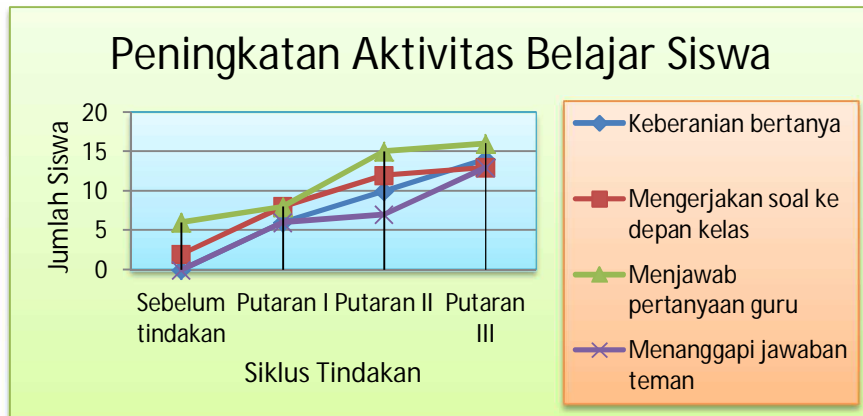 Peningkatan Aktivitas Belajar Siswa
Jumlah Siswa
20
15
10
5
0
Sebelum tindakan
Putaran I
Putaran II
Putaran III
Siklus Tindakan
Keberanian bertanya
Mengerjakan soal ke
depan kelas
Menjawab
pertanyaan guru
Menanggapi jawaban
teman